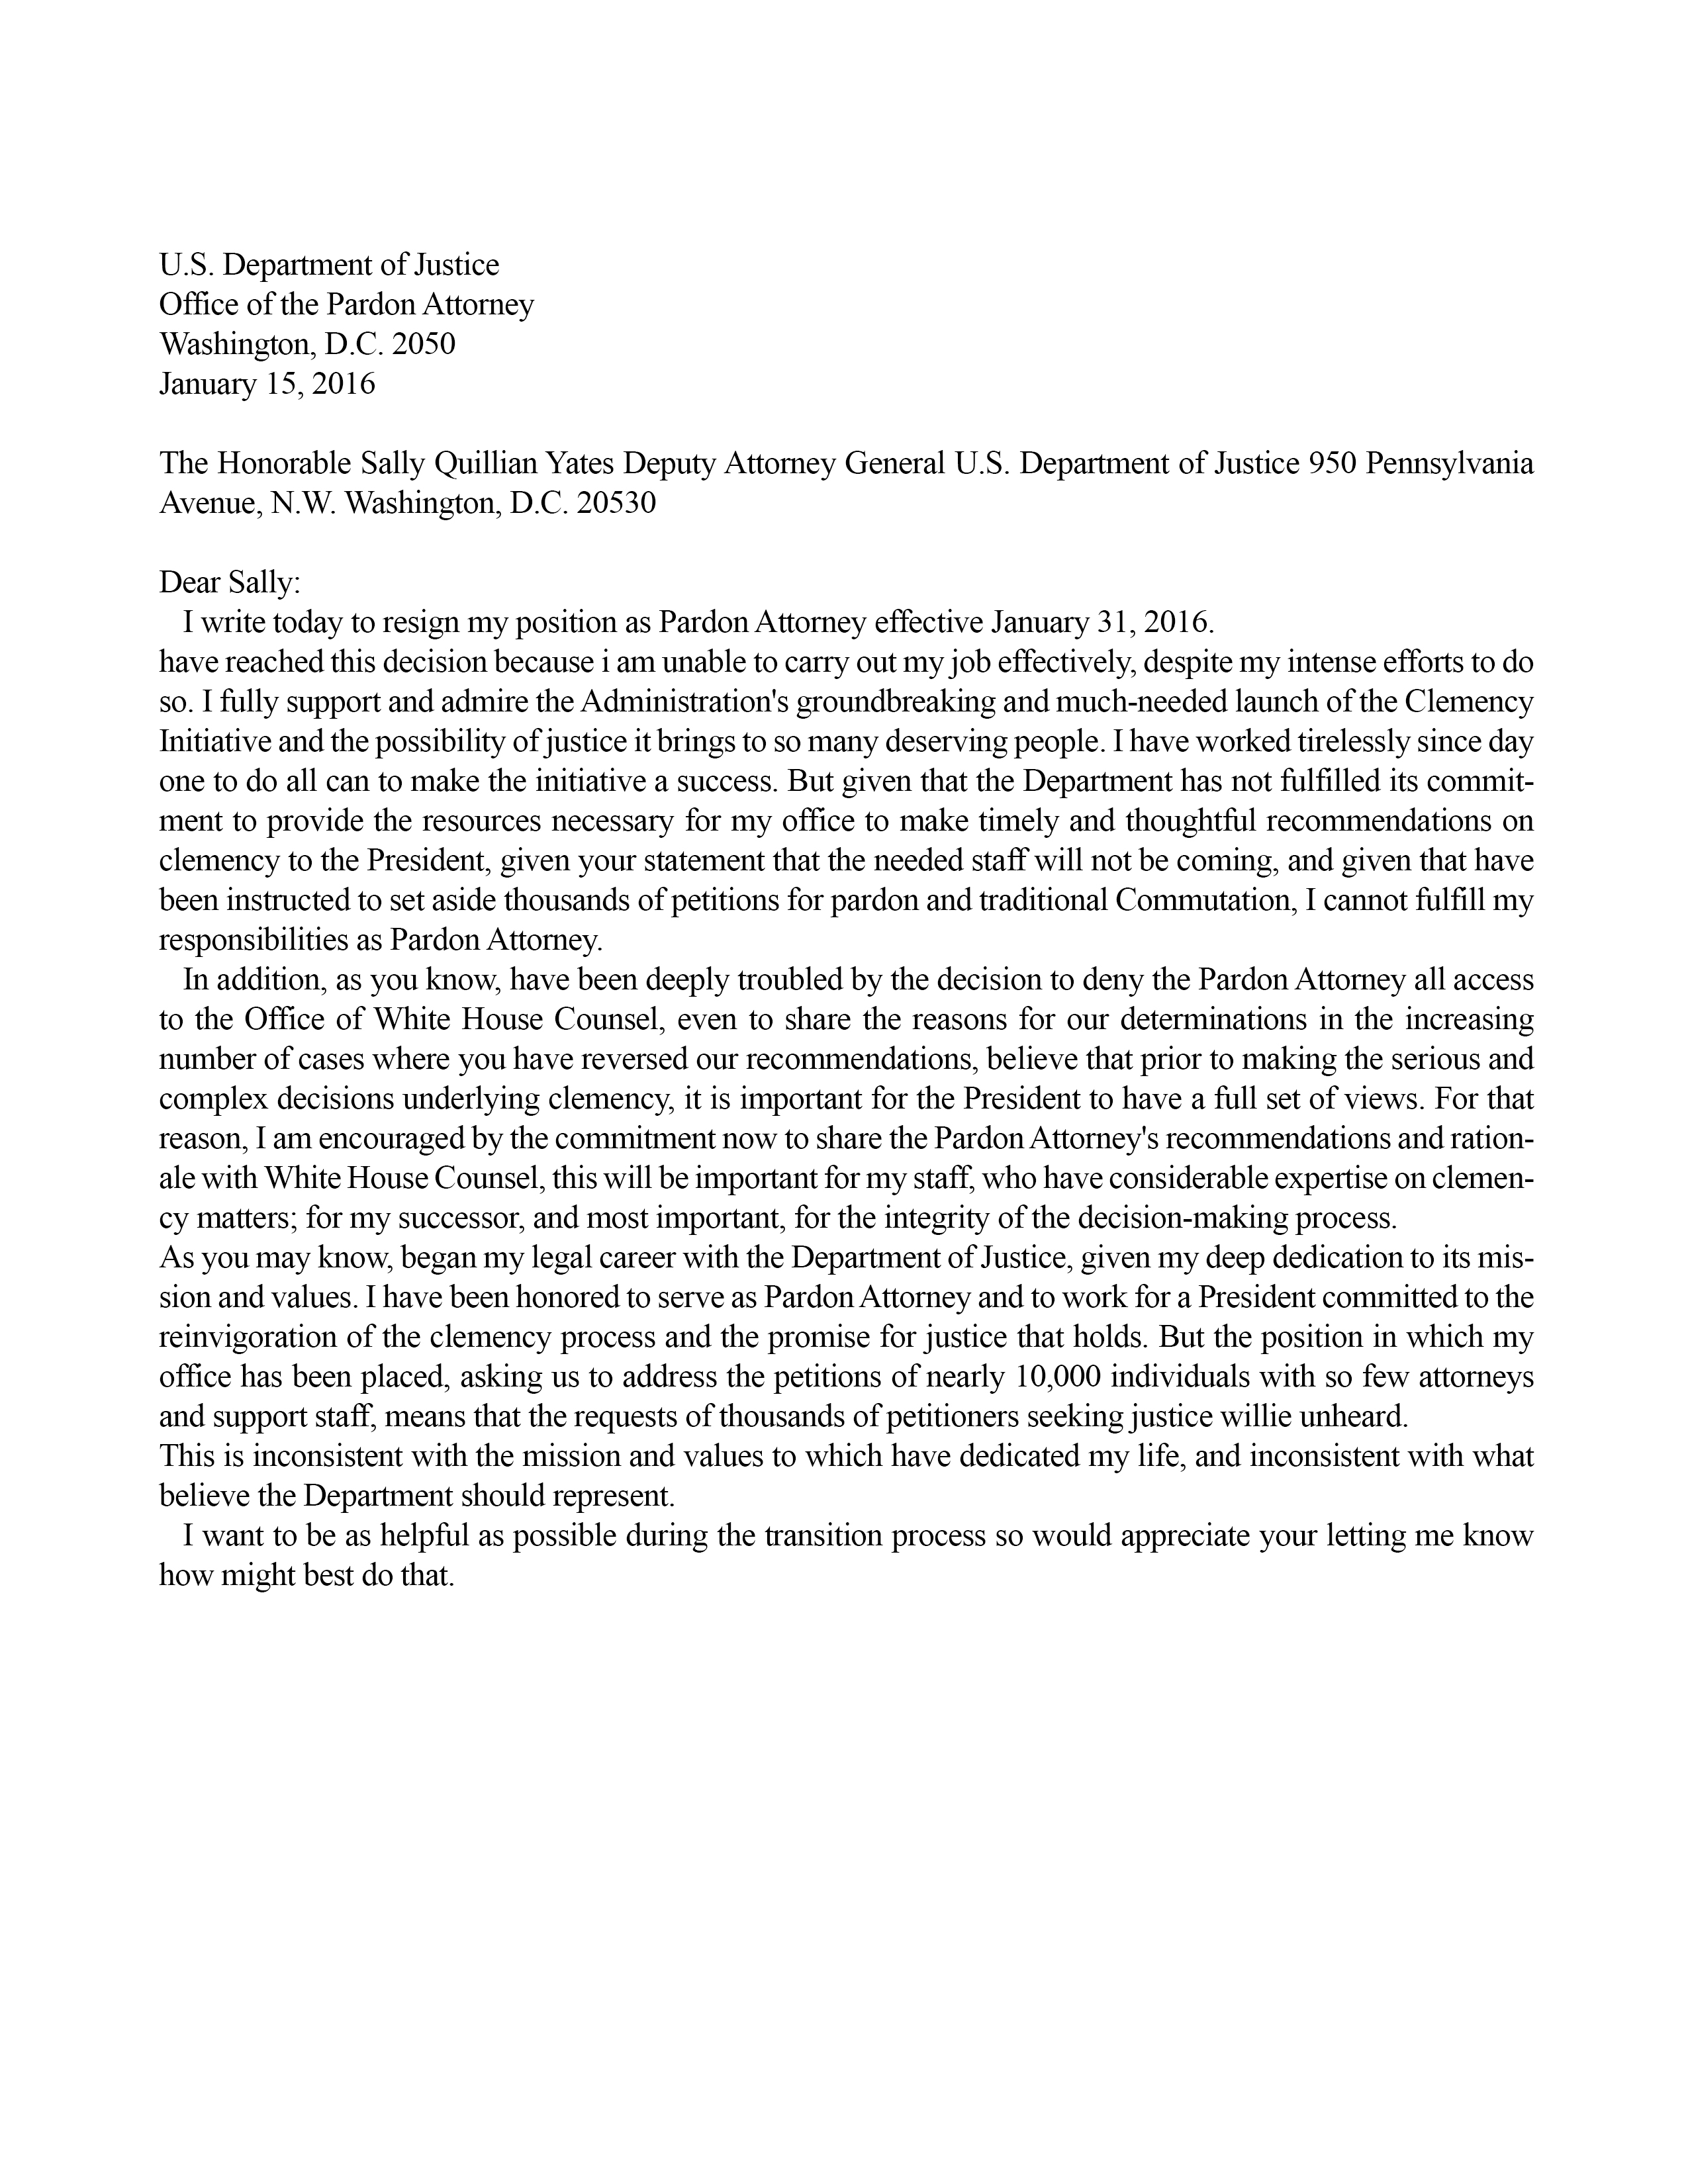 U.S. Department of Justice
Office of the Pardon Attorney
Washington, D.C. 2050
January 15, 2016
The Honorable Sally Quillian Yates Deputy Attorney General U.S. Department of Justice 950 Pennsylvania
Avenue, N.W. Washington, D.C. 20530
Dear Sally:
I write today to resign my position as Pardon Attorney effective January 31, 2016.
have reached this decision because i am unable to carry out my job effectively, despite my intense efforts to do
so. I fully support and admire the Administration's groundbreaking and much-needed launch of the Clemency
Initiative and the possibility of justice it brings to so many deserving people. I have worked tirelessly since day
one to do all can to make the initiative a success. But given that the Department has not fulfilled its commit-
ment to provide the resources necessary for my office to make timely and thoughtful recommendations on
clemency to the President, given your statement that the needed staff will not be coming, and given that have
been instructed to set aside thousands of petitions for pardon and traditional Commutation, I cannot fulfill my
responsibilities as Pardon Attorney.
In addition, as you know, have been deeply troubled by the decision to deny the Pardon Attorney all access
to the Office of White House Counsel, even to share the reasons for our determinations in the increasing
number of cases where you have reversed our recommendations, believe that prior to making the serious and
complex decisions underlying clemency, it is important for the President to have a full set of views. For that
reason, I am encouraged by the commitment now to share the Pardon Attorney's recommendations and ration-
ale with White House Counsel, this will be important for my staff, who have considerable expertise on clemen-
cy matters; for my successor, and most important, for the integrity of the decision-making process.
As you may know, began my legal career with the Department of Justice, given my deep dedication to its mis-
sion and values. I have been honored to serve as Pardon Attorney and to work for a President committed to the
reinvigoration of the clemency process and the promise for justice that holds. But the position in which my
office has been placed, asking us to address the petitions of nearly 10,000 individuals with so few attorneys
and support staff, means that the requests of thousands of petitioners seeking justice willie unheard.
This is inconsistent with the mission and values to which have dedicated my life, and inconsistent with what
believe the Department should represent.
I want to be as helpful as possible during the transition process so would appreciate your letting me know
how might best do that.